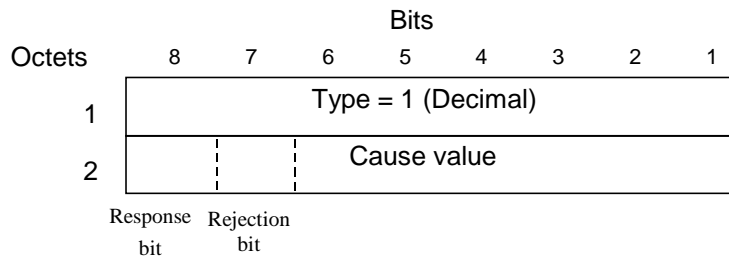 Bits
Octets 8 7 6 5 4 3 2 1
1 Type = 1 (Decimal)
2 Cause value
Response Rejection
bit bit